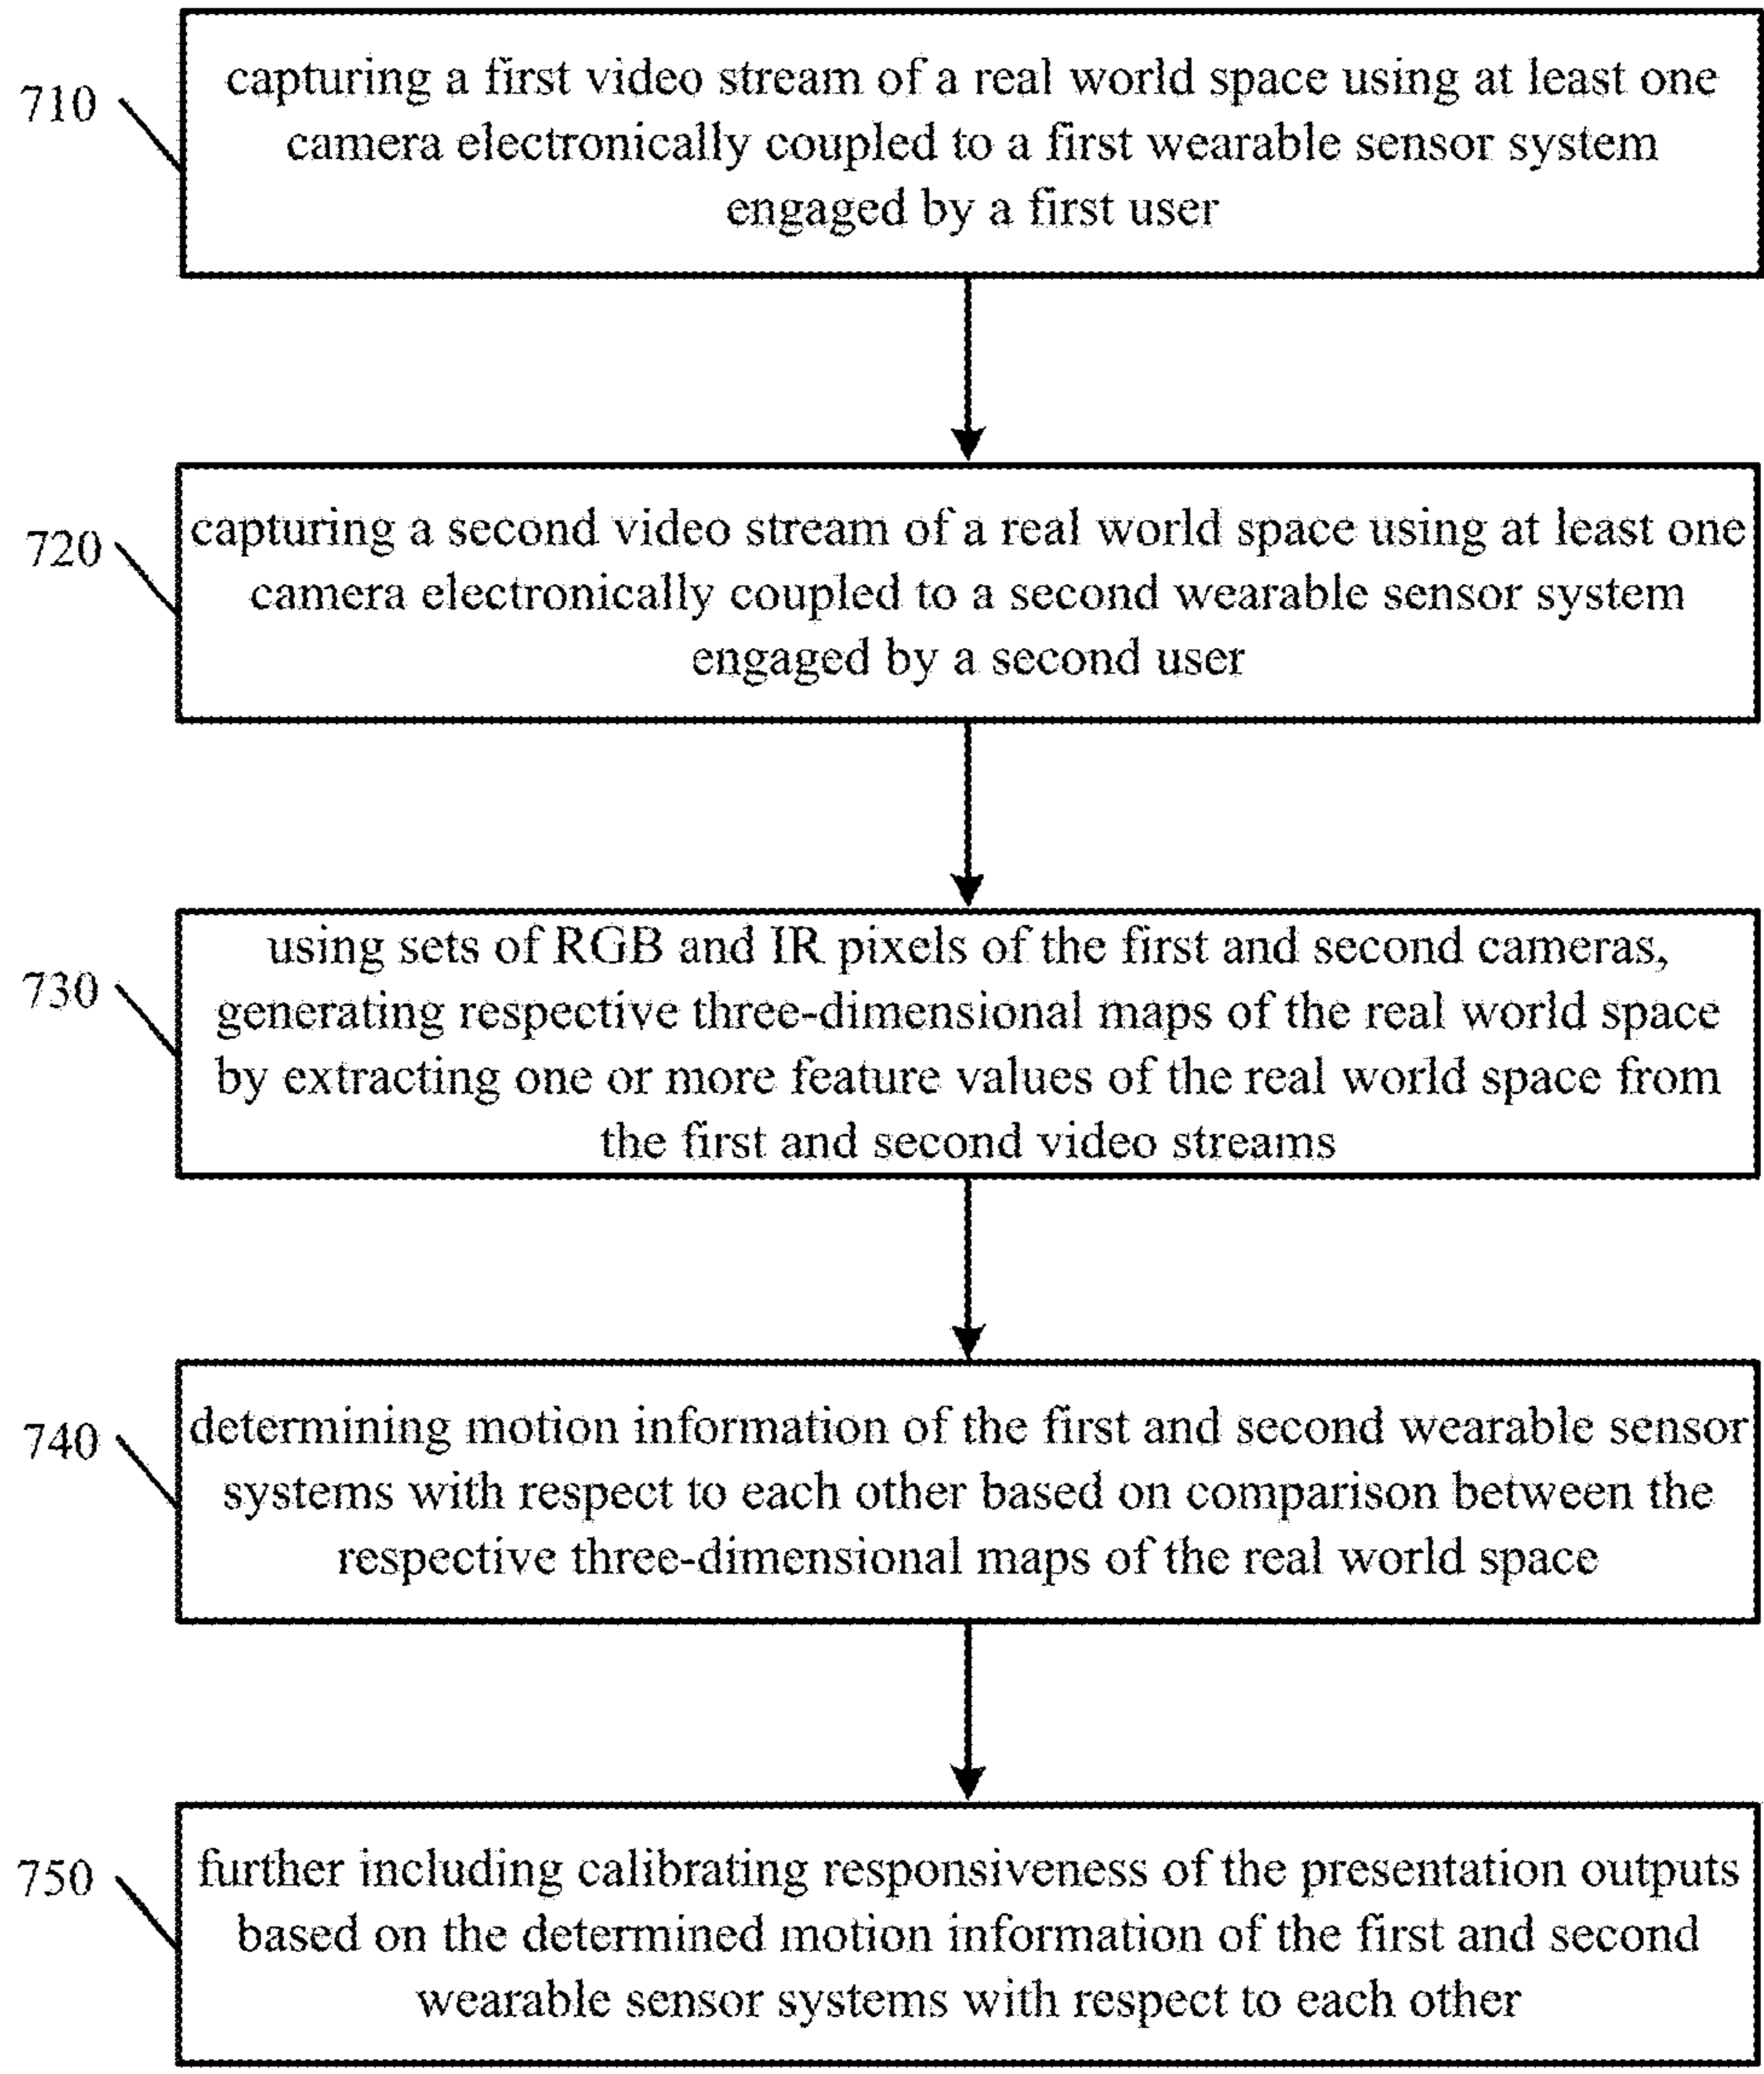 710
capturing a first video stream of a real world space using at least one
camera electronically coupled to a first wearable sensor system
engaged by a first user
720
capturing a second video stream of a real world space using at least one
camera electronically coupled to a second wearable sensor system
engaged by a second user
730
using sets of RGB and IR pixels of the first and second cameras,
generating respective three-dimensional maps of the real world space
by extracting one or more feature values of the real world space from
the first and second video streams
740
determining motion information of the first and second wearable sensor
systems with respect to each other based on comparison between the
respective three-dimensional maps of the real world space
750
further including calibrating responsiveness of the presentation outputs
based on the determined motion information of the first and second
wearable sensor systems with respect to each other